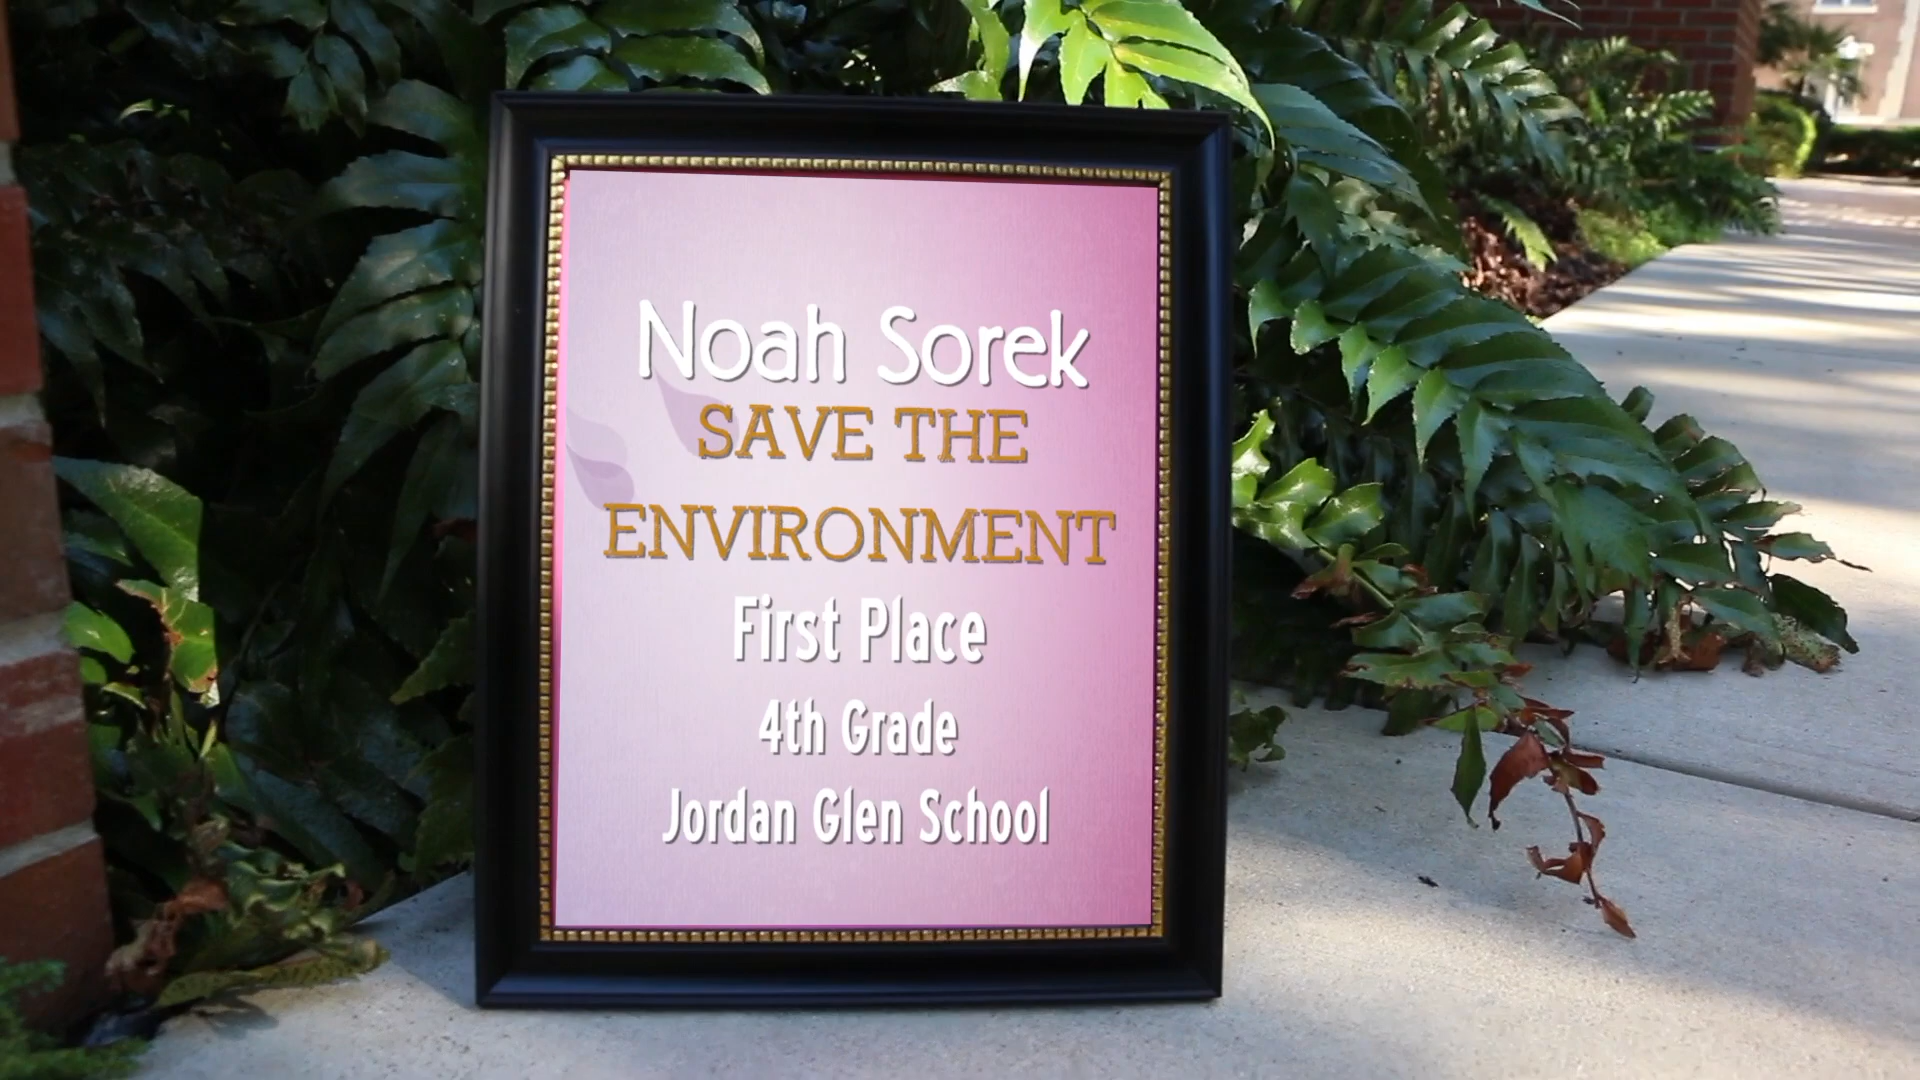 Noah Sorek
SAVE THE
ENVIRONMENT
First Place
4th Grade
Jordan Glen School